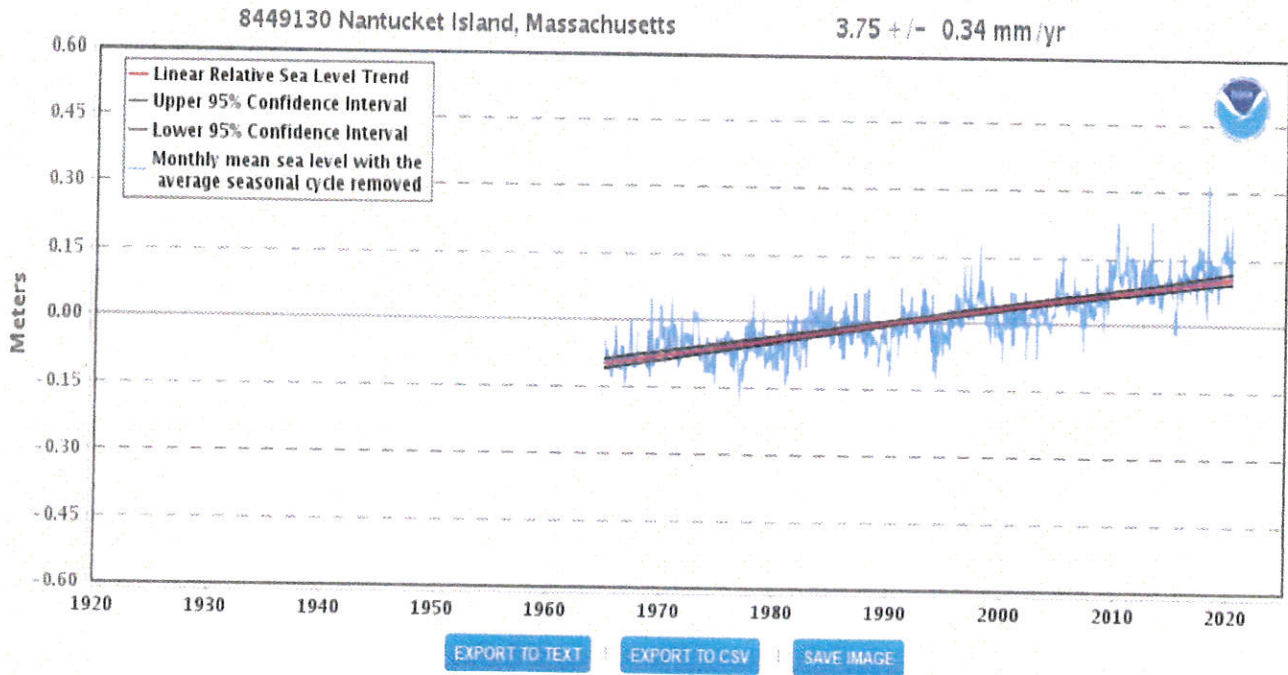 8449130 Nantucket Island, Massachusetts 3.75 +/- 0.34 mm/yr
0.60
Linear Relative Sea Level Trend
Upper 95% Confidence Interval
Lower 95% Confidence Interval
Monthly mean sea level with the
average seasonal cycle removed
0.45
0.30
0.15
0.00
-0.15
-0.30
-0.45
-0.60
Meters
1920 1930 1940 1950 1960 1970 1980 1990 2000 2010 2020
EXPORT TO TEXT | EXPORT TO CSV | SAVE IMAGE